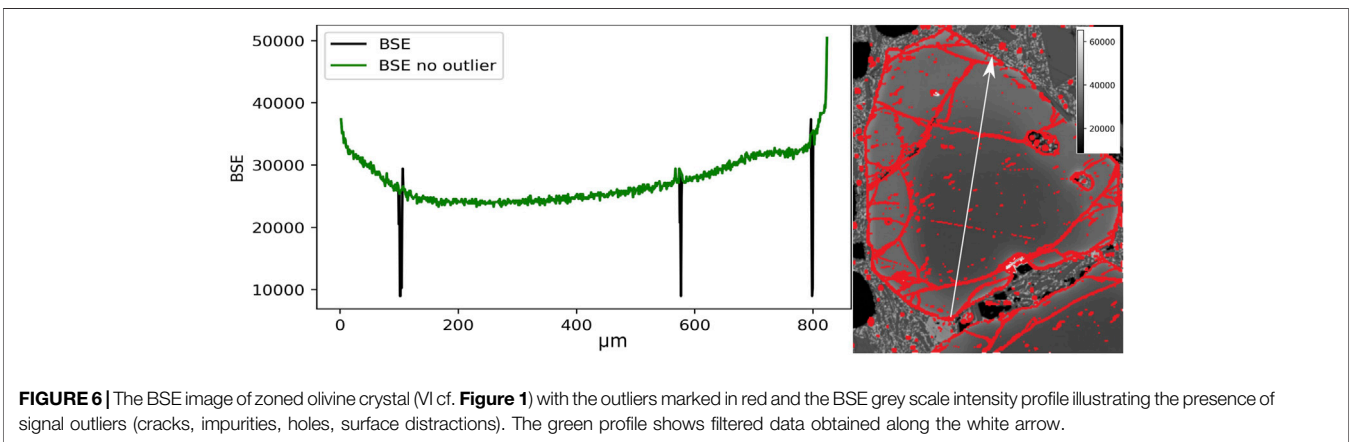 50000
40000
30000
20000
10000
BSE
BSE
BSE no outlier
0 200 400 600 800
μm
60000
40000
20000
FIGURE 6 | The BSE image of zoned olivine crystal (VI cf. Figure 1) with the outliers marked in red and the BSE grey scale intensity profile illustrating the presence of
signal outliers (cracks, impurities, holes, surface distractions). The green profile shows filtered data obtained along the white arrow.